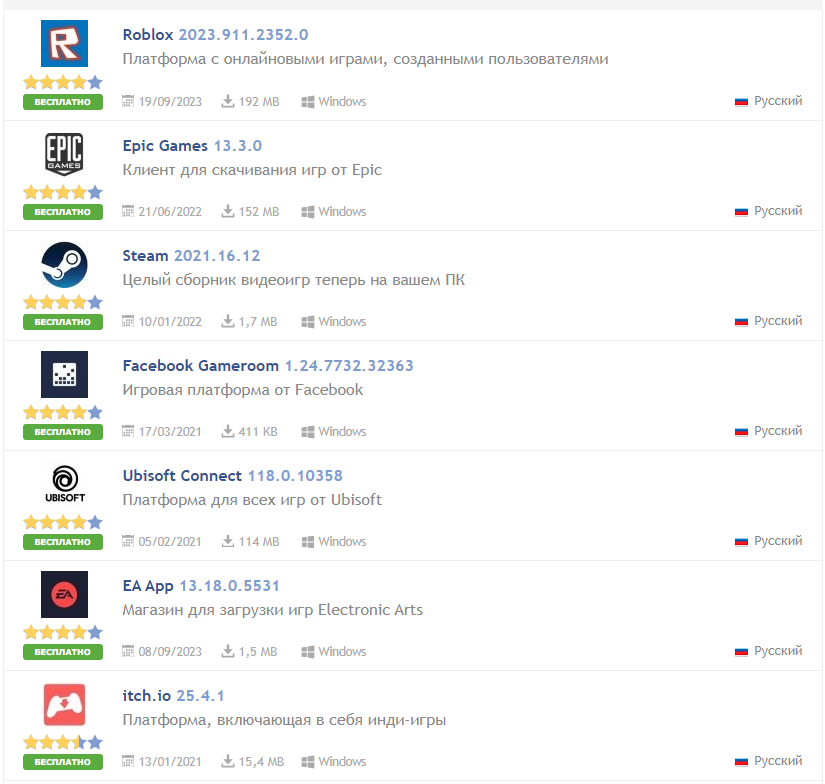 Roblox 2023.911.2352.0
Платформа с онлайновыми играми, созданными пользователями
БЕСПЛАТНО 19/09/2023 192 MB Windows Русский
EPIC
GAMES
Epic Games 13.3.0
Клиент для скачивания игр от Epic
БЕСПЛАТНО 21/06/2022 152 MB Windows Русский
Steam 2021.16.12
Целый сборник видеоигр теперь на вашем ПК
БЕСПЛАТНО 10/01/2022 1,7 MB Windows Русский
Facebook Gameroom 1.24.7732.32363
Игровая платформа от Facebook
БЕСПЛАТНО 17/03/2021 411 KB Windows Русский
UBISOFT
Ubisoft Connect 118.0.10358
Платформа для всех игр от Ubisoft
БЕСПЛАТНО 05/02/2021 114 MB Windows Русский
EA
EA App 13.18.0.5531
Магазин для загрузки игр Electronic Arts
БЕСПЛАТНО 08/09/2023 1,5 MB Windows Русский
itch.io 25.4.1
Платформа, включающая в себя инди-игры
БЕСПЛАТНО 13/01/2021 15,4 MB Windows Русский